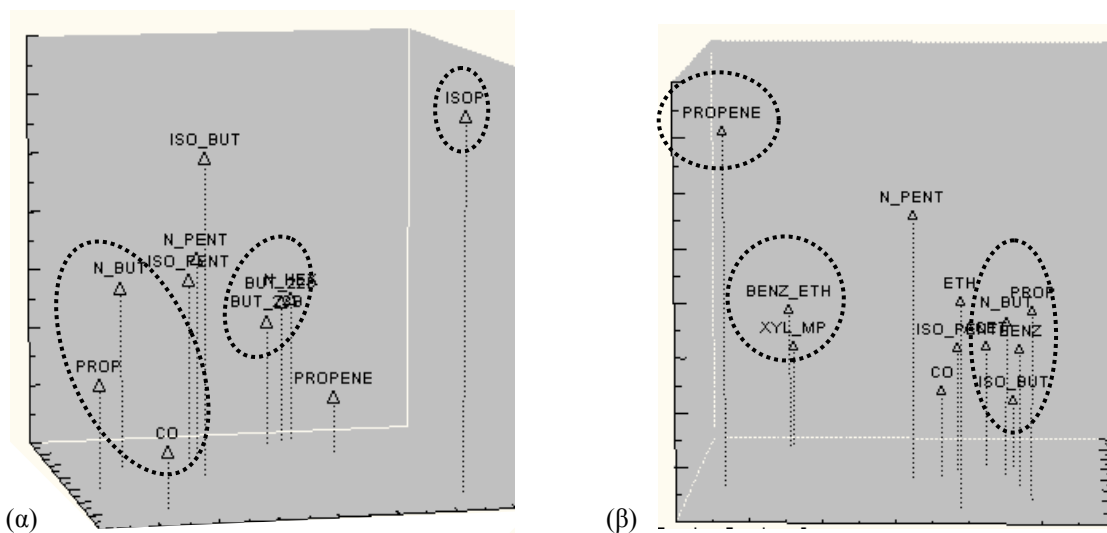 ISOP
ISO_BUT
N_PENT
N_BUT
ISO_PENT
N_HEX
BUT_2CB
PROP
PROPENE
CO
(α)
PROPENE
N_PENT
BENZ_ETH
ETH
PROP
N_BUT
XYL_MP
ISO_PENT
BENZ
CO
ISO_BUT
(β)